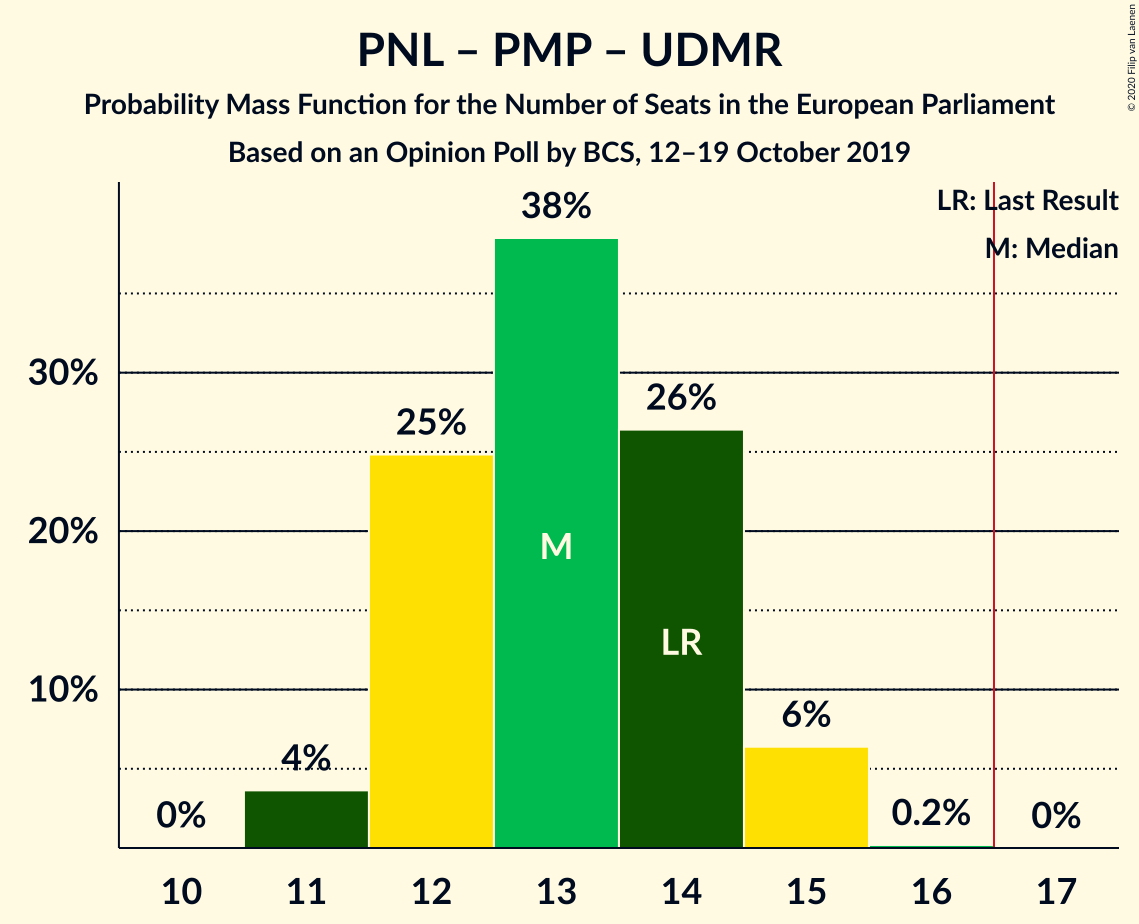 PNL – PMP – UDMR
Probability Mass Function for the Number of Seats in the European Parliament
Based on an Opinion Poll by BCS, 12–19 October 2019
© 2020 Filip van Laenen
LR: Last Result
M: Median
38%
30%
26%
25%
20%
M
LR
10%
6%
4%
0%
0.2%
0%
10 11 12 13 14 15 16 17